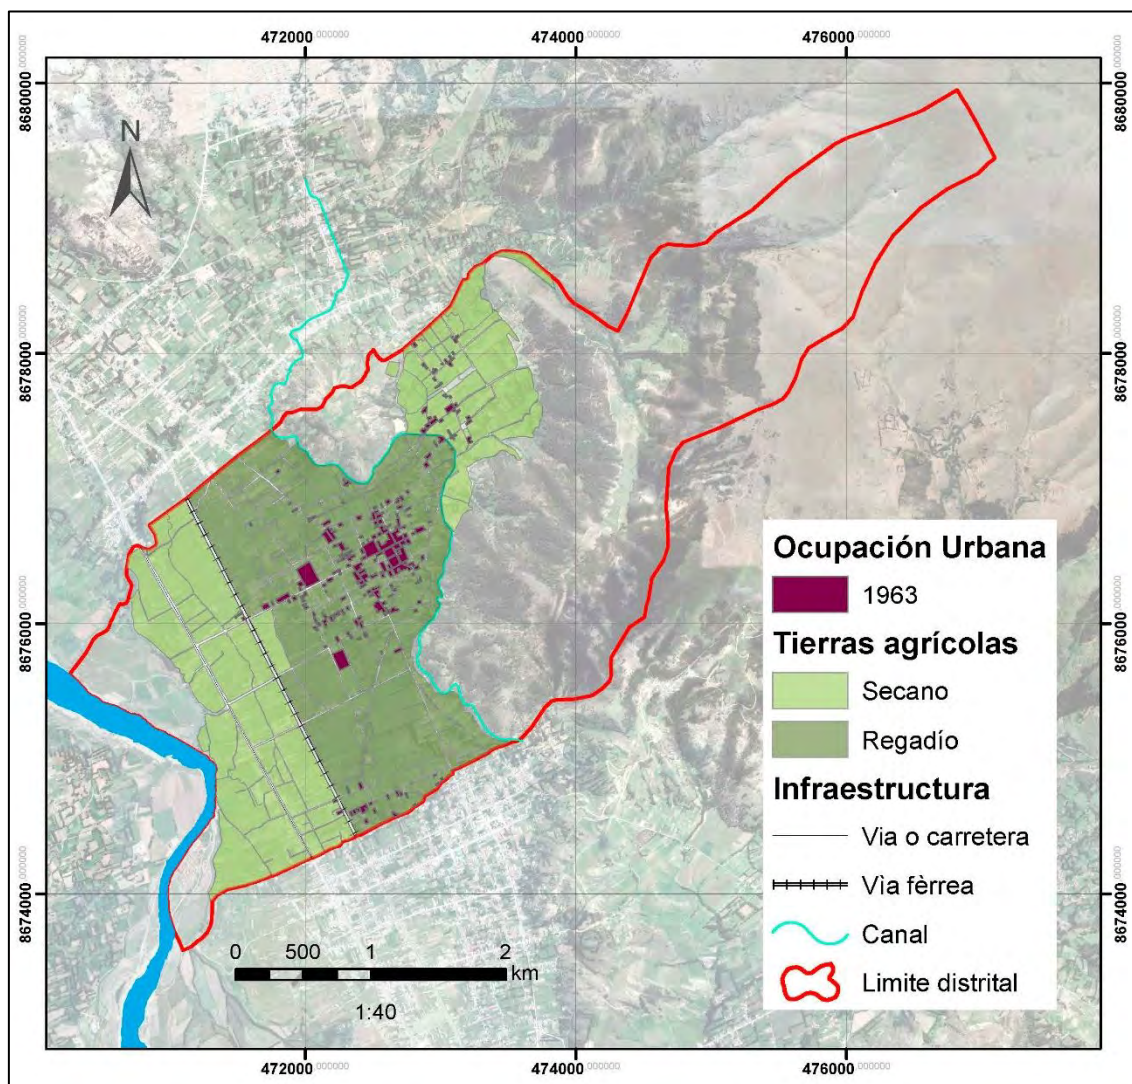 472000.000000 474000.000000 476000.000000
8680000.000000 8680000.000000
N
8678000.000000 8678000.000000
Ocupación Urbana
1963
8676000.000000 8676000.000000
Tierras agrícolas
Secano
Regadío
Infraestructura
Via o carretera
Vìa fèrrea
8674000.000000 8674000.000000
Canal
0 500 1 2
km
Limite distrital
1:40
472000.000000 474000.000000 476000.000000